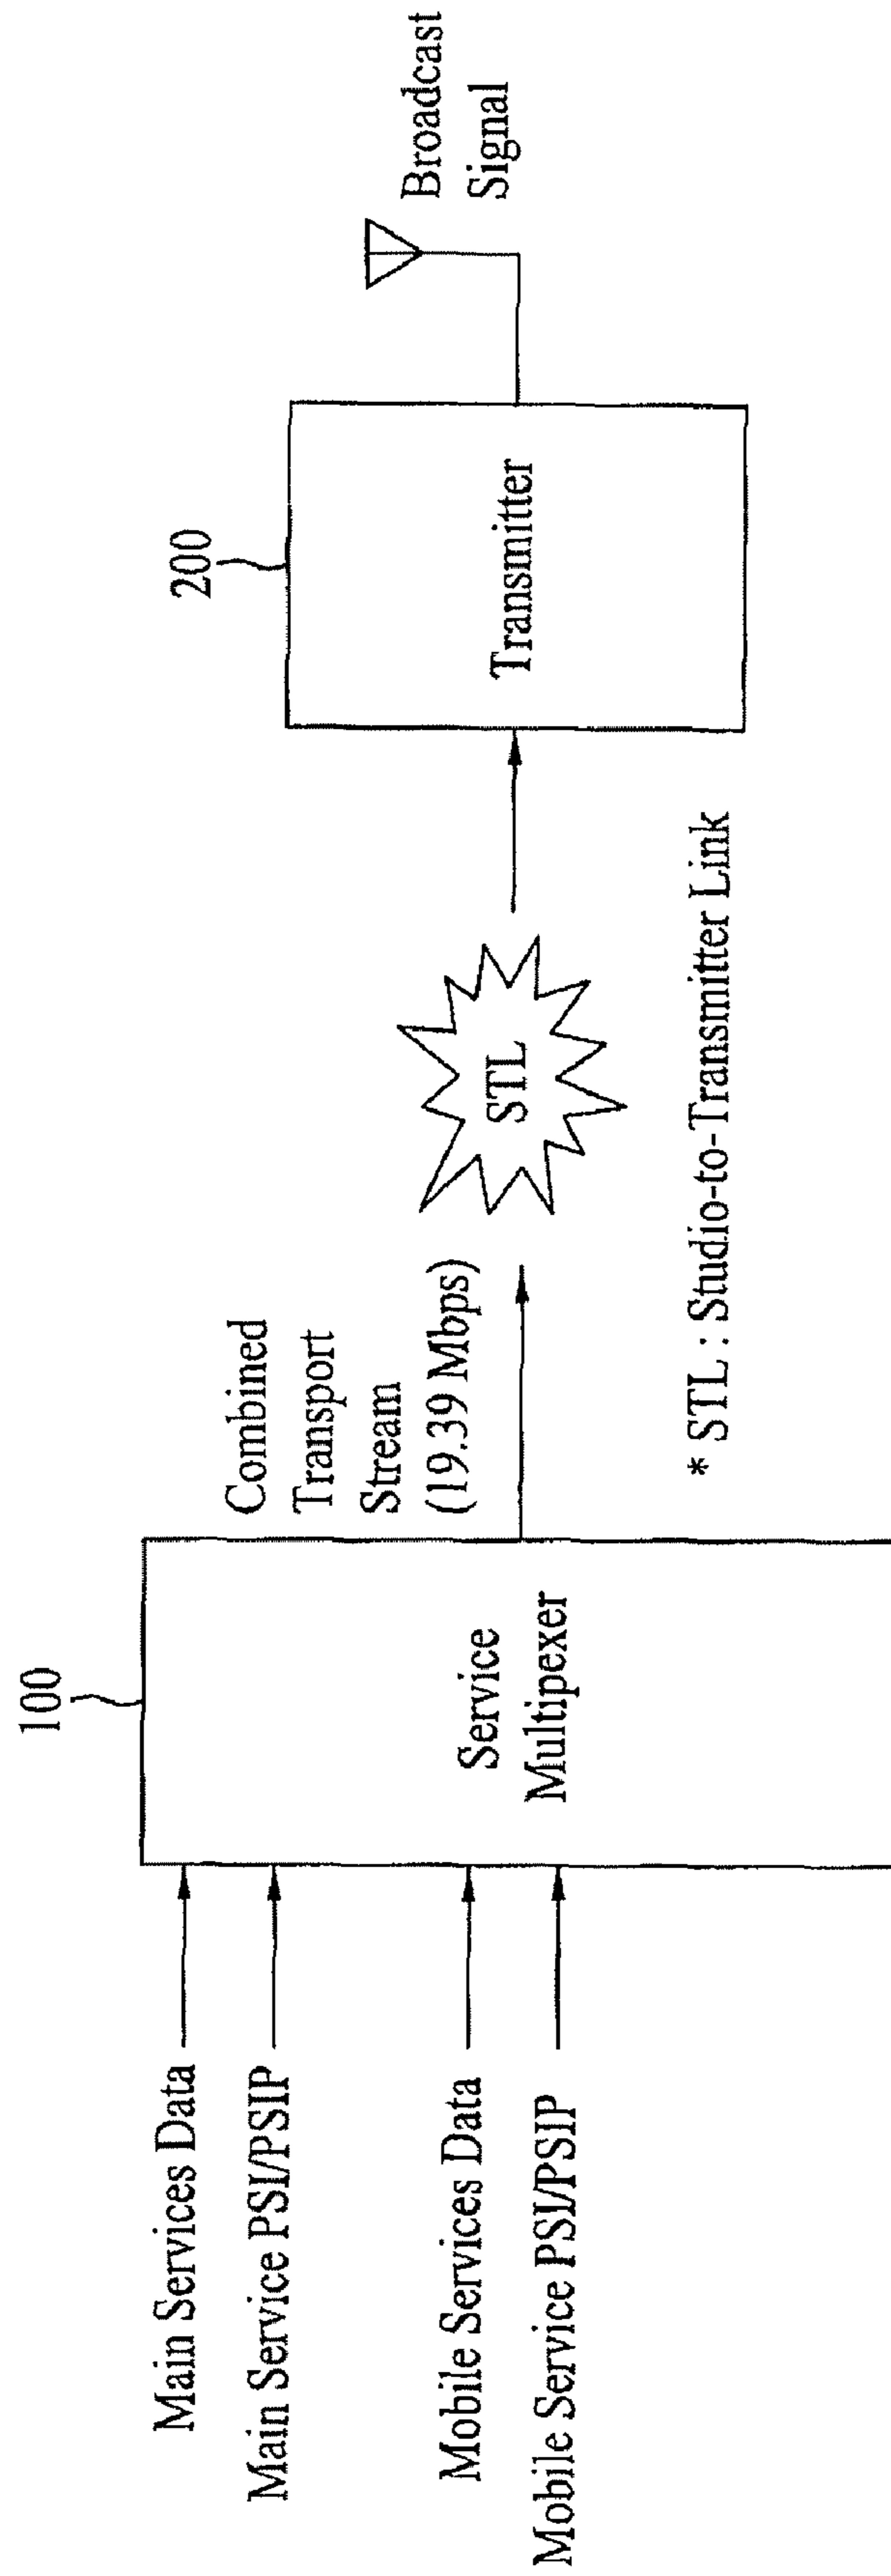 100
200
Main Services Data
Main Service PSI/PSIP
Mobile Services Data
Mobile Service PSI/PSIP
Service
Multipexer
Combined
Transport
Stream
(19.39 Mbps)
STL
Transmitter
Broadcast
Signal
* STL : Studio-to-Transmitter Link